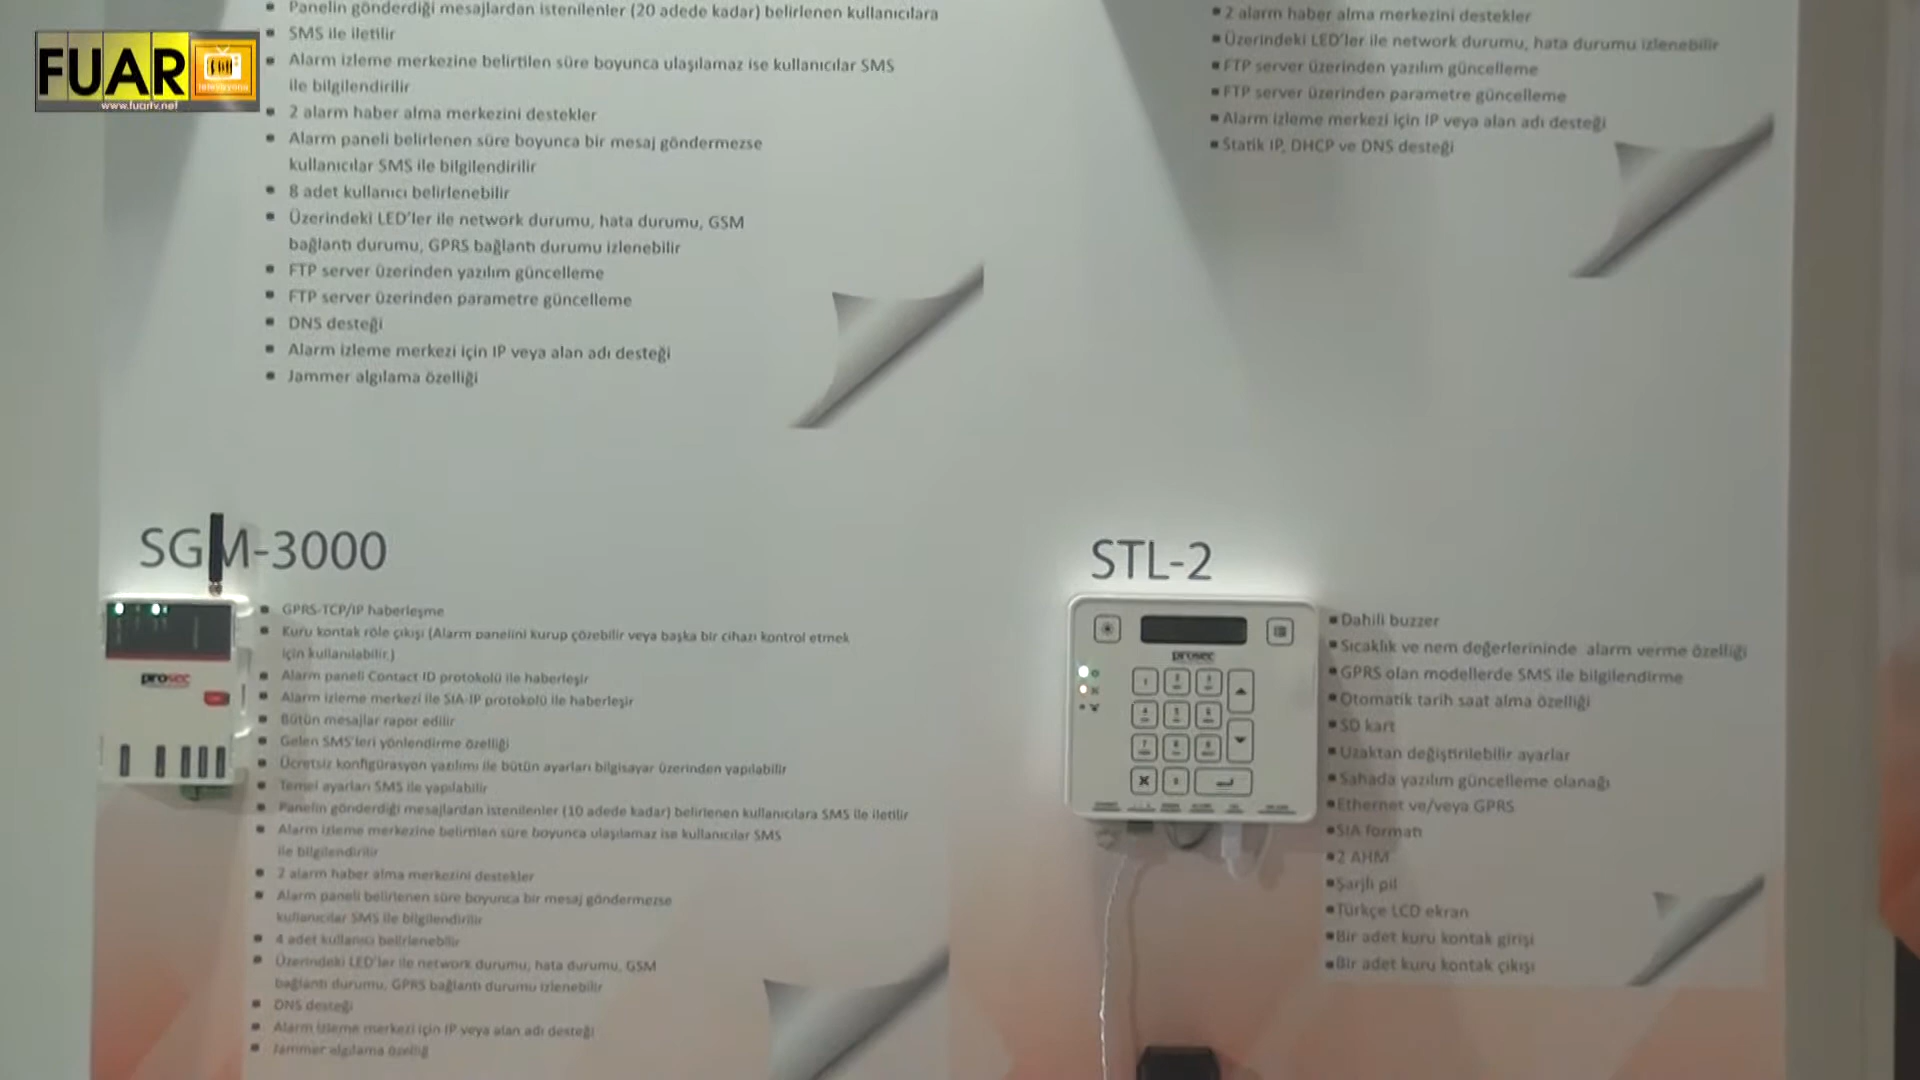 FUAR
televizyonu
www.fuartv.net
Panelin gönderdiği mesajlardan istenilenler (20 adede kadar) belirlenen kullanıcılara
SMS ile iletilir
Alarm izleme merkezine belirtilen süre boyunca ulaşılamaz ise kullanıcılar SMS
ile bilgilendirilir
2 alarm haber alma merkezini destekler
Alarm paneli belirlenen süre boyunca bir mesaj göndermezse
kullanıcılar SMS ile bilgilendirilir
8 adet kullanıcı belirlenebilir
Üzerindeki LED'ler ile network durumu, hata durumu, GSM
bağlantı durumu, GPRS bağlantı durumu izlenebilir
FTP server üzerinden yazılım güncelleme
FTP server üzerinden parametre güncelleme
DNS desteği
Alarm izleme merkezi için IP veya alan adı desteği
Jammer algılama özelliği
2 alarm haber alma merkezini destekler
Üzerindeki LED'ler ile network durumu, hata durumu izlenebilir
FTP server üzerinden yazılım güncelleme
FTP server üzerinden parametre güncelleme
Alarm izleme merkezi için IP veya alan adı desteği
Statik IP, DHCP ve DNS desteği
SGM-3000
prosec
GPRS-TCP/IP haberleşme
Kuru kontak röle çıkışı (Alarm panelini kurup çözebilir veya başka bir cihazı kontrol etmek
için kullanılabilir.)
Alarm paneli Contact ID protokolü ile haberleşir
Alarm izleme merkezi ile SIA-IP protokolü ile haberleşir
Bütün mesajlar rapor edilir
Gelen SMS'leri yönlendirme özelliği
Ücretsiz konfigürasyon yazılımı ile bütün ayarları bilgisayar üzerinden yapılabilir
Temel ayarları SMS ile yapılabilir
Panelin gönderdiği mesajlardan istenilenler (10 adede kadar) belirlenen kullanıcılara SMS ile iletilir
Alarm izleme merkezine belirtilen süre boyunca ulaşılamaz ise kullanıcılar SMS
ile bilgilendirilir
2 alarm haber alma merkezini destekler
Alarm paneli belirlenen süre boyunca bir mesaj göndermezse
kullanıcılar SMS ile bilgilendirilir
4 adet kullanıcı belirlenebilir
Üzerindeki LED'ler ile network durumu, hata durumu, GSM
bağlantı durumu, GPRS bağlantı durumu izlenebilir
DNS desteği
Alarm izleme merkezi için IP veya alan adı desteği
Jammer algılama özelliğ
STL-2
prosec
Dahili buzzer
Sıcaklık ve nem değerlerininde alarm verme özelliği
GPRS olan modellerde SMS ile bilgilendirme
Otomatik tarih saat alma özelliği
SD kart
Uzaktan değiştirilebilir ayarlar
Sahada yazılım güncelleme olanağı
Ethernet ve/veya GPRS
SIA formatı
2 AHM
Şarjlı pil
Türkçe LCD ekran
Bir adet kuru kontak girişi
Bir adet kuru kontak çıkışı